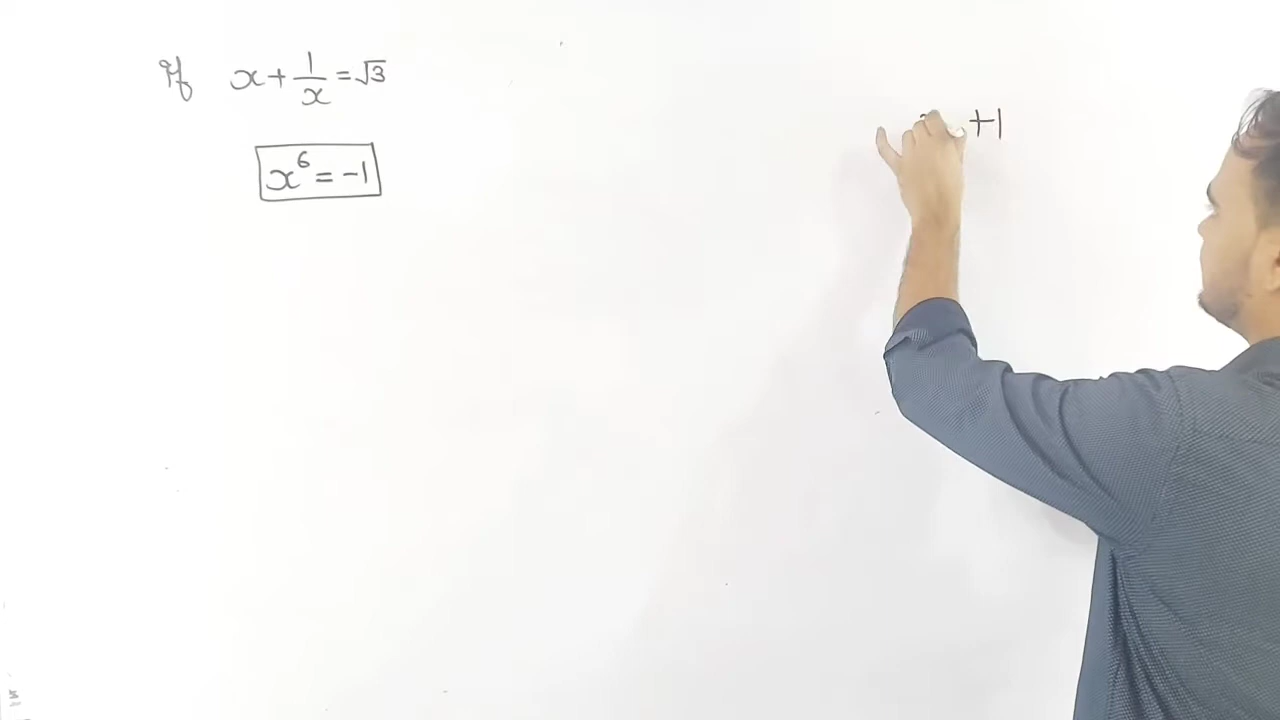 If x + 1/x = √3
x⁶ = -1
+1